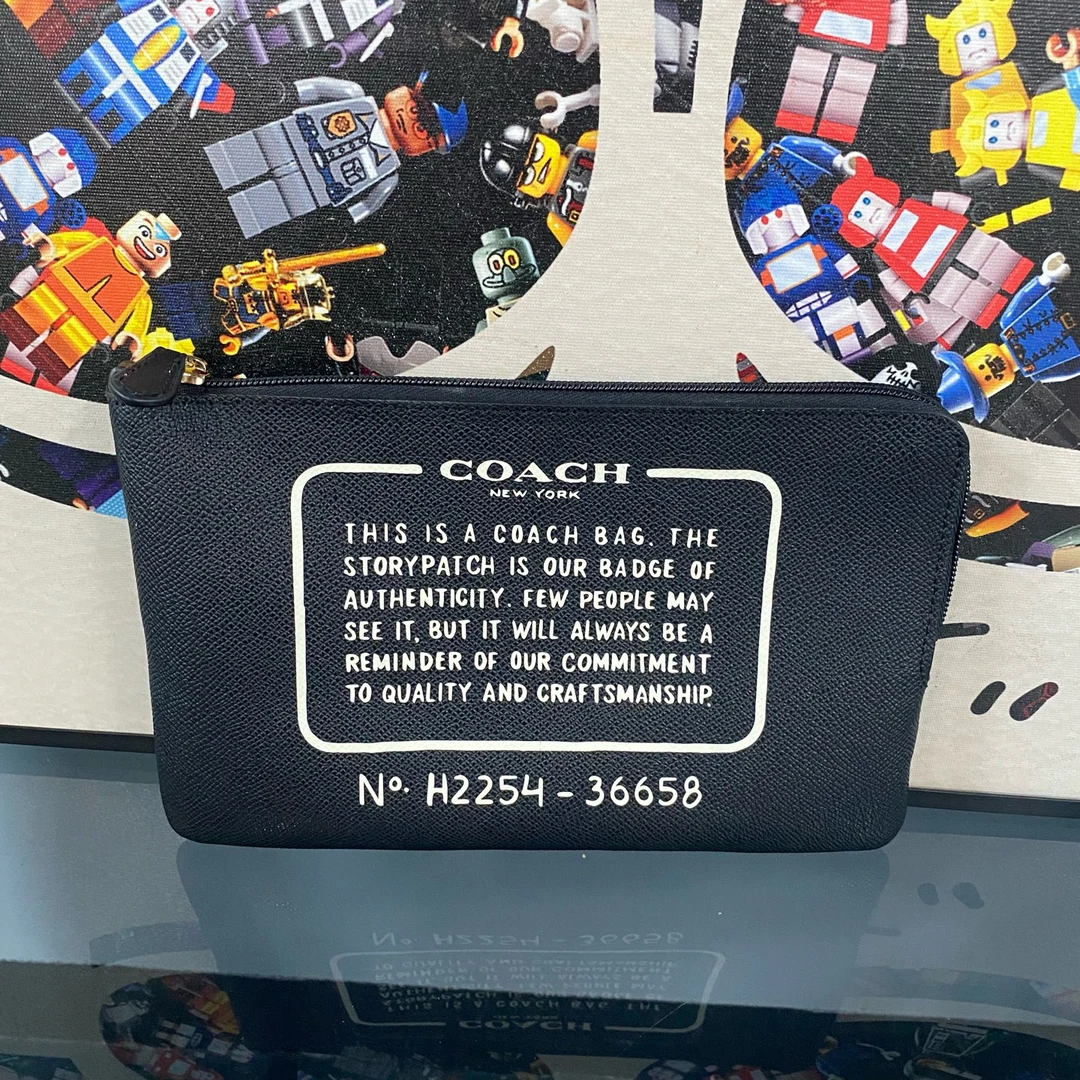 COACH
NEW YORK
THIS IS A COACH BAG. THE
STORYPATCH IS OUR BADGE OF
AUTHENTICITY. FEW PEOPLE MAY
SEE IT, BUT IT WILL ALWAYS BE A
REMINDER OF OUR COMMITMENT
TO QUALITY AND CRAFTSMANSHIP.
Nº. H2254-36658